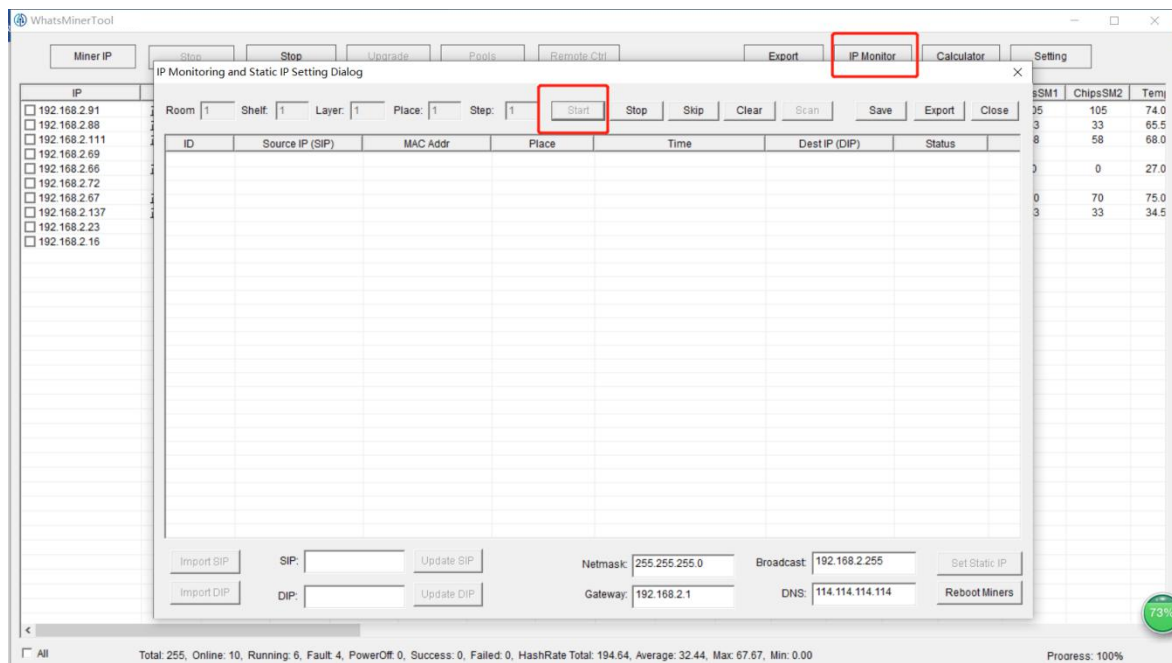 WhatsMinerTool
Miner IP Stop Stop Upgrade Pools Remote Ctrl Export IP Monitor Calculator Setting
IP Monitoring and Static IP Setting Dialog
IP ChipsSM2
Room 1 Shelf: 1 Layer: 1 Place: 1 Step: 1 Start Stop Skip Clear Scan Save Export Close
ID Source IP (SIP) MAC Addr Place Time Dest IP (DIP) Status
192.168.2.91 105 74.0
192.168.2.88 33 65.5
192.168.2.111 58 68.0
192.168.2.69
192.168.2.66 0 27.0
192.168.2.72
192.168.2.67 70 75.0
192.168.2.137 33 34.5
192.168.2.23
192.168.2.16
Import SIP SIP: Update SIP Netmask: 255.255.255.0 Broadcast: 192.168.2.255 Set Static IP
Import DIP DIP: Update DIP Gateway: 192.168.2.1 DNS: 114.114.114.114 Reboot Miners
73%
All Total: 255, Online: 10, Running: 6, Fault: 4, PowerOff: 0, Success: 0, Failed: 0, HashRate Total: 194.64, Average: 32.44, Max: 67.67, Min: 0.00 Progress: 100%